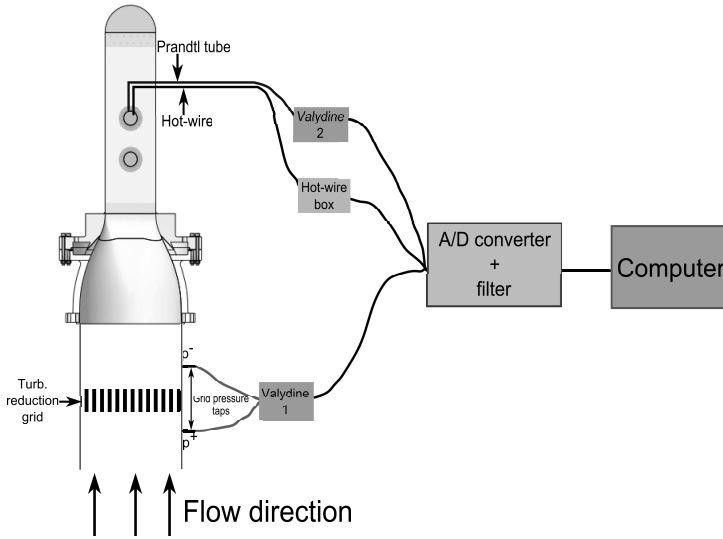 Prandtl tube
Hot-wire
Valydine
2
Hot-wire
box
A/D converter
+
filter
Computer
p-
Turb.
reduction
grid
Grid pressure
taps
Valydine
1
p+
Flow direction